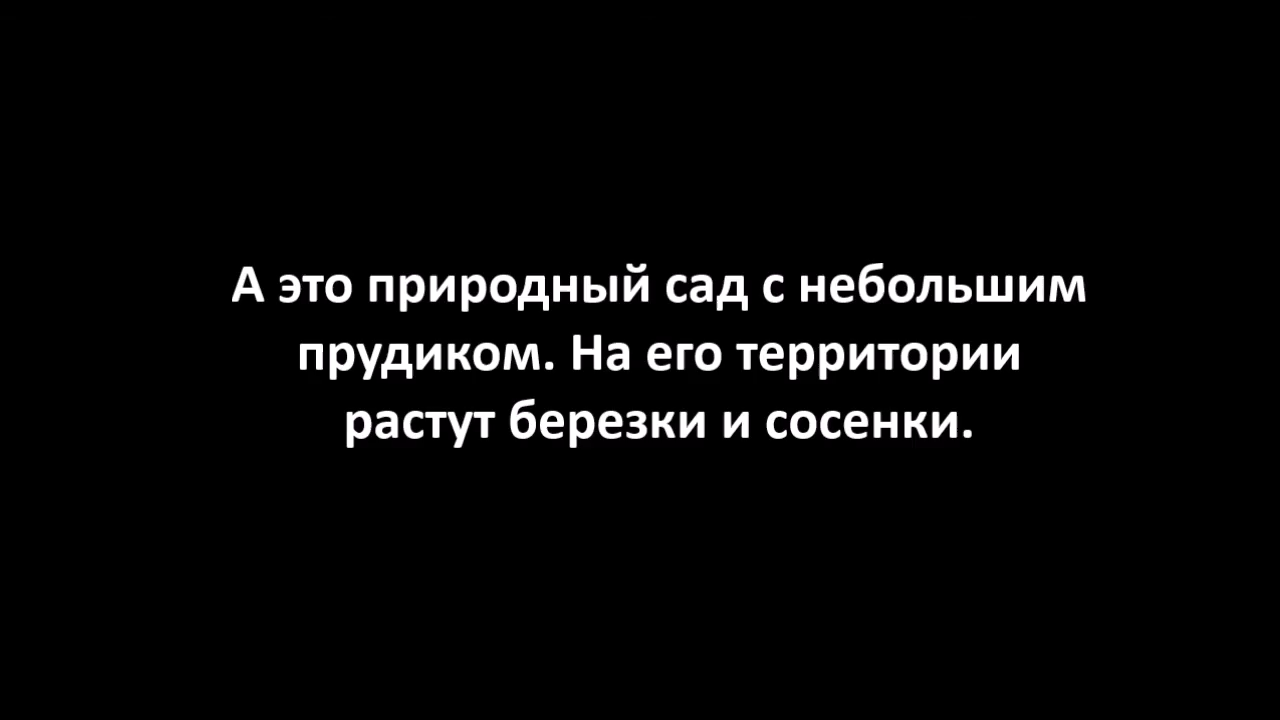 А это природный сад с небольшим
прудиком. На его территории
растут березки и сосенки.